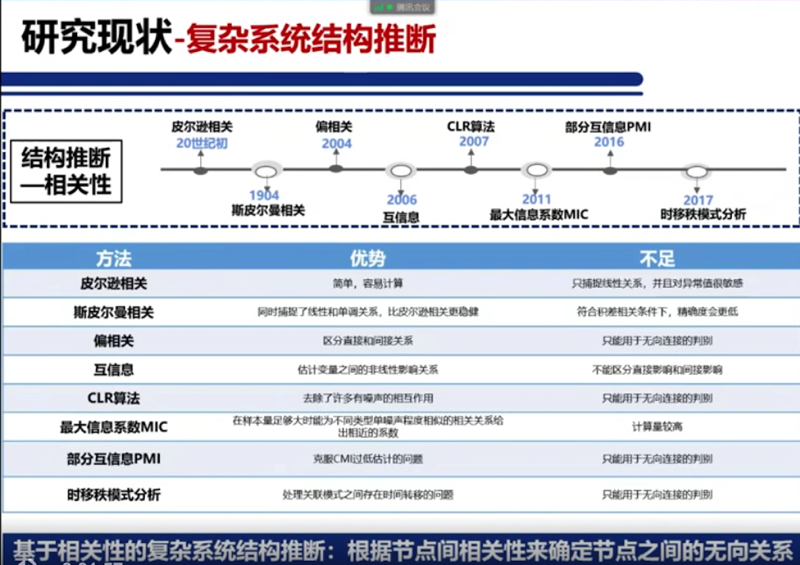 腾讯会议
研究现状-复杂系统结构推断
结构推断
—相关性
皮尔逊相关
20世纪初
偏相关
2004
CLR算法
2007
部分互信息PMI
2016
1904
斯皮尔曼相关
2006
互信息
2011
最大信息系数MIC
2017
时移秩模式分析
方法 优势 不足
皮尔逊相关 简单，容易计算 只捕捉线性关系，并且对异常值很敏感
斯皮尔曼相关 同时捕捉了线性和单调关系，比皮尔逊相关更稳健 符合积差相关条件下，精确度会更低
偏相关 区分直接和间接关系 只能用于无向连接的判别
互信息 估计变量之间的非线性影响关系 不能区分直接影响和间接影响
CLR算法 去除了许多有噪声的相互作用 只能用于无向连接的判别
最大信息系数MIC 在样本量足够大时能为不同类型单噪声程度相似的相关关系给
出相近的系数 计算量较高
部分互信息PMI 克服CMI过低估计的问题 只能用于无向连接的判别
时移秩模式分析 处理关联模式之间存在时间转移的问题 只能用于无向连接的判别
基于相关性的复杂系统结构推断：根据节点间相关性来确定节点之间的无向关系